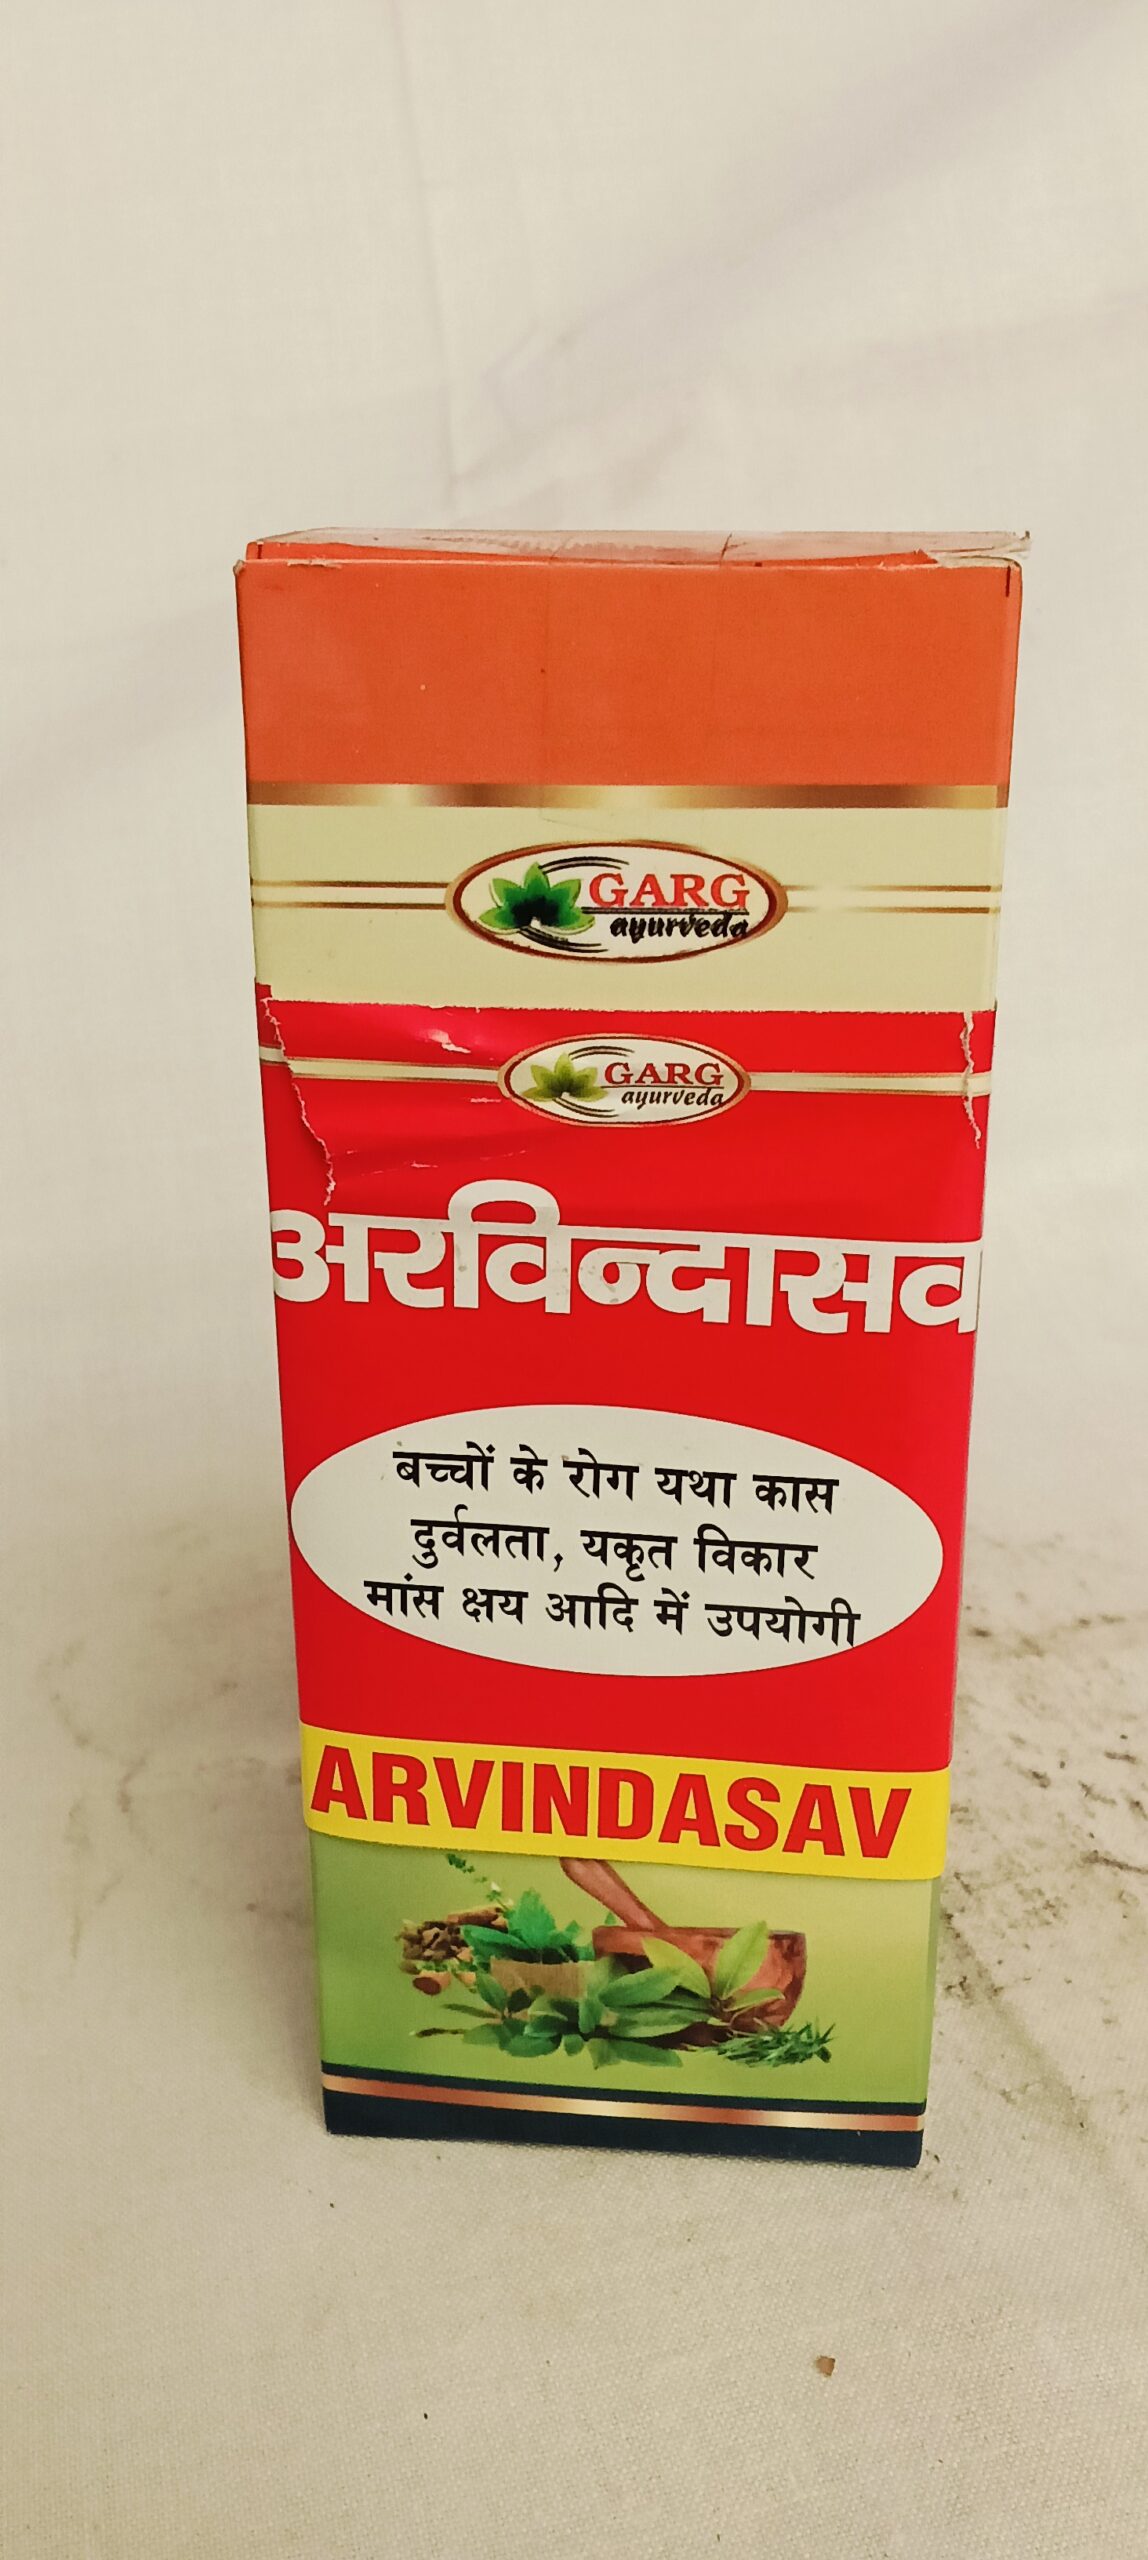 GARG
ayurveda
GARG
ayurveda
अरविन्दासव
बच्चों के रोग यथा कास
दुर्वलता, यकृत विकार
मांस क्षय आदि में उपयोगी
ARVINDASAV